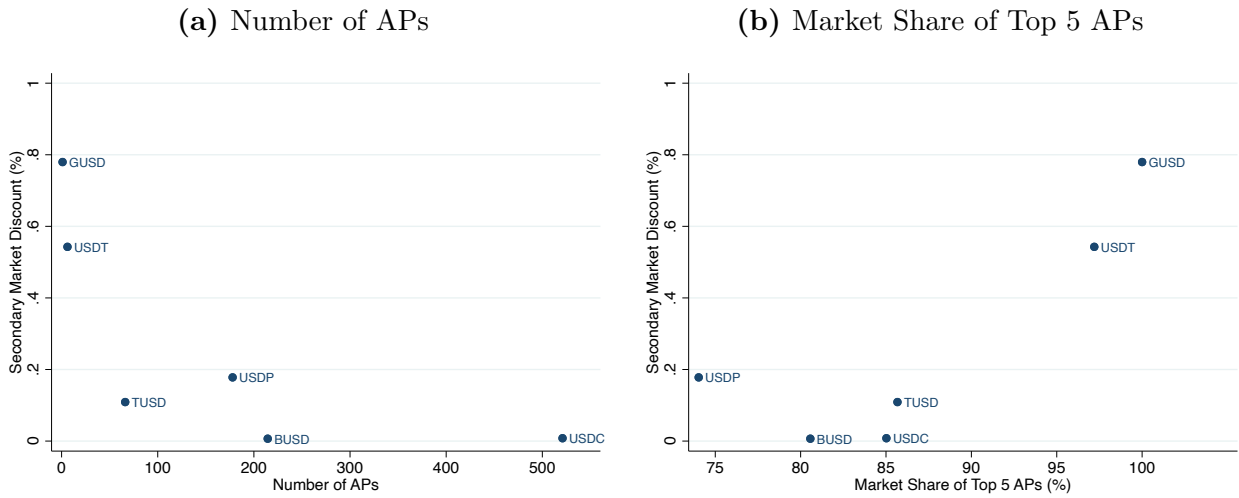 (a) Number of APs
Secondary Market Discount (%)
1
.8
.6
.4
.2
0
GUSD
USDT
USDP
TUSD
BUSD
USDC
0 100 200 300 400 500
Number of APs
(b) Market Share of Top 5 APs
Secondary Market Discount (%)
1
.8
.6
.4
.2
0
GUSD
USDT
USDP
TUSD
BUSD
USDC
75 80 85 90 95 100
Market Share of Top 5 APs (%)